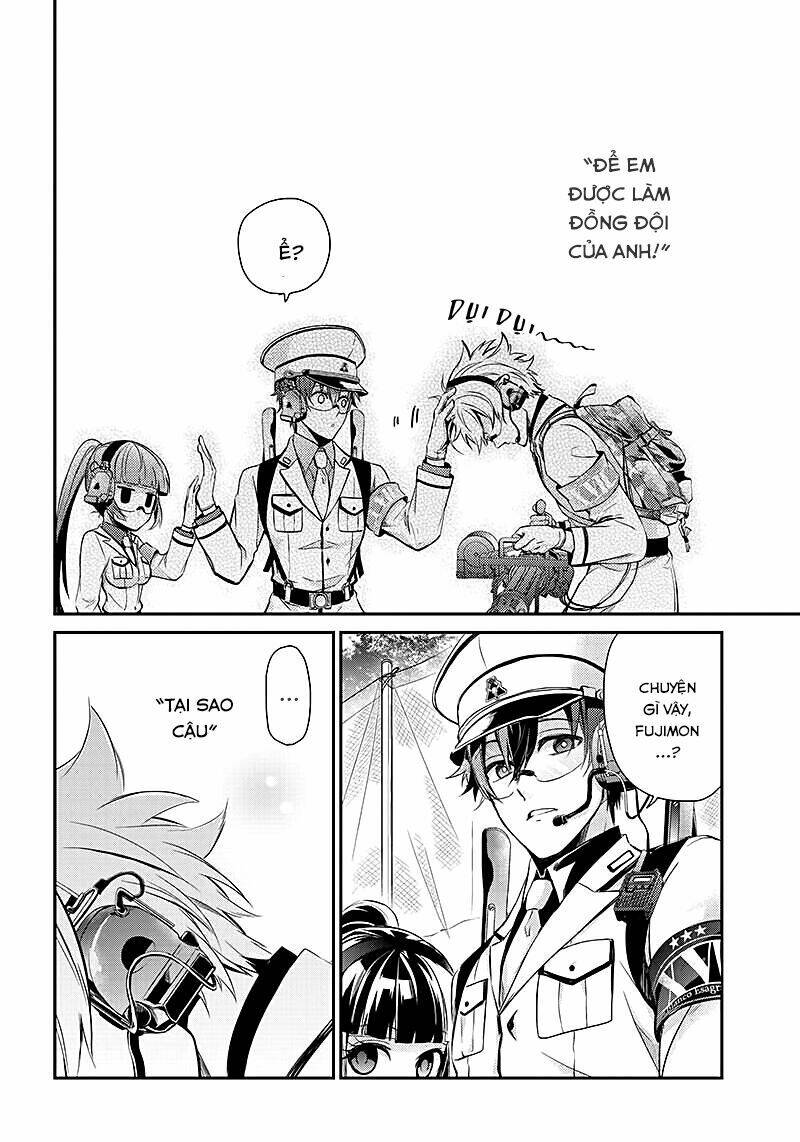 “ĐỂ EM
ĐƯỢC LÀM
ĐỒNG ĐỘI
CỦA ANH!”
Ể?
DỤI DỤI
CHUYỆN
GÌ VẬY,
FUJIMON
...?
...
“TẠI SAO
CẬU”